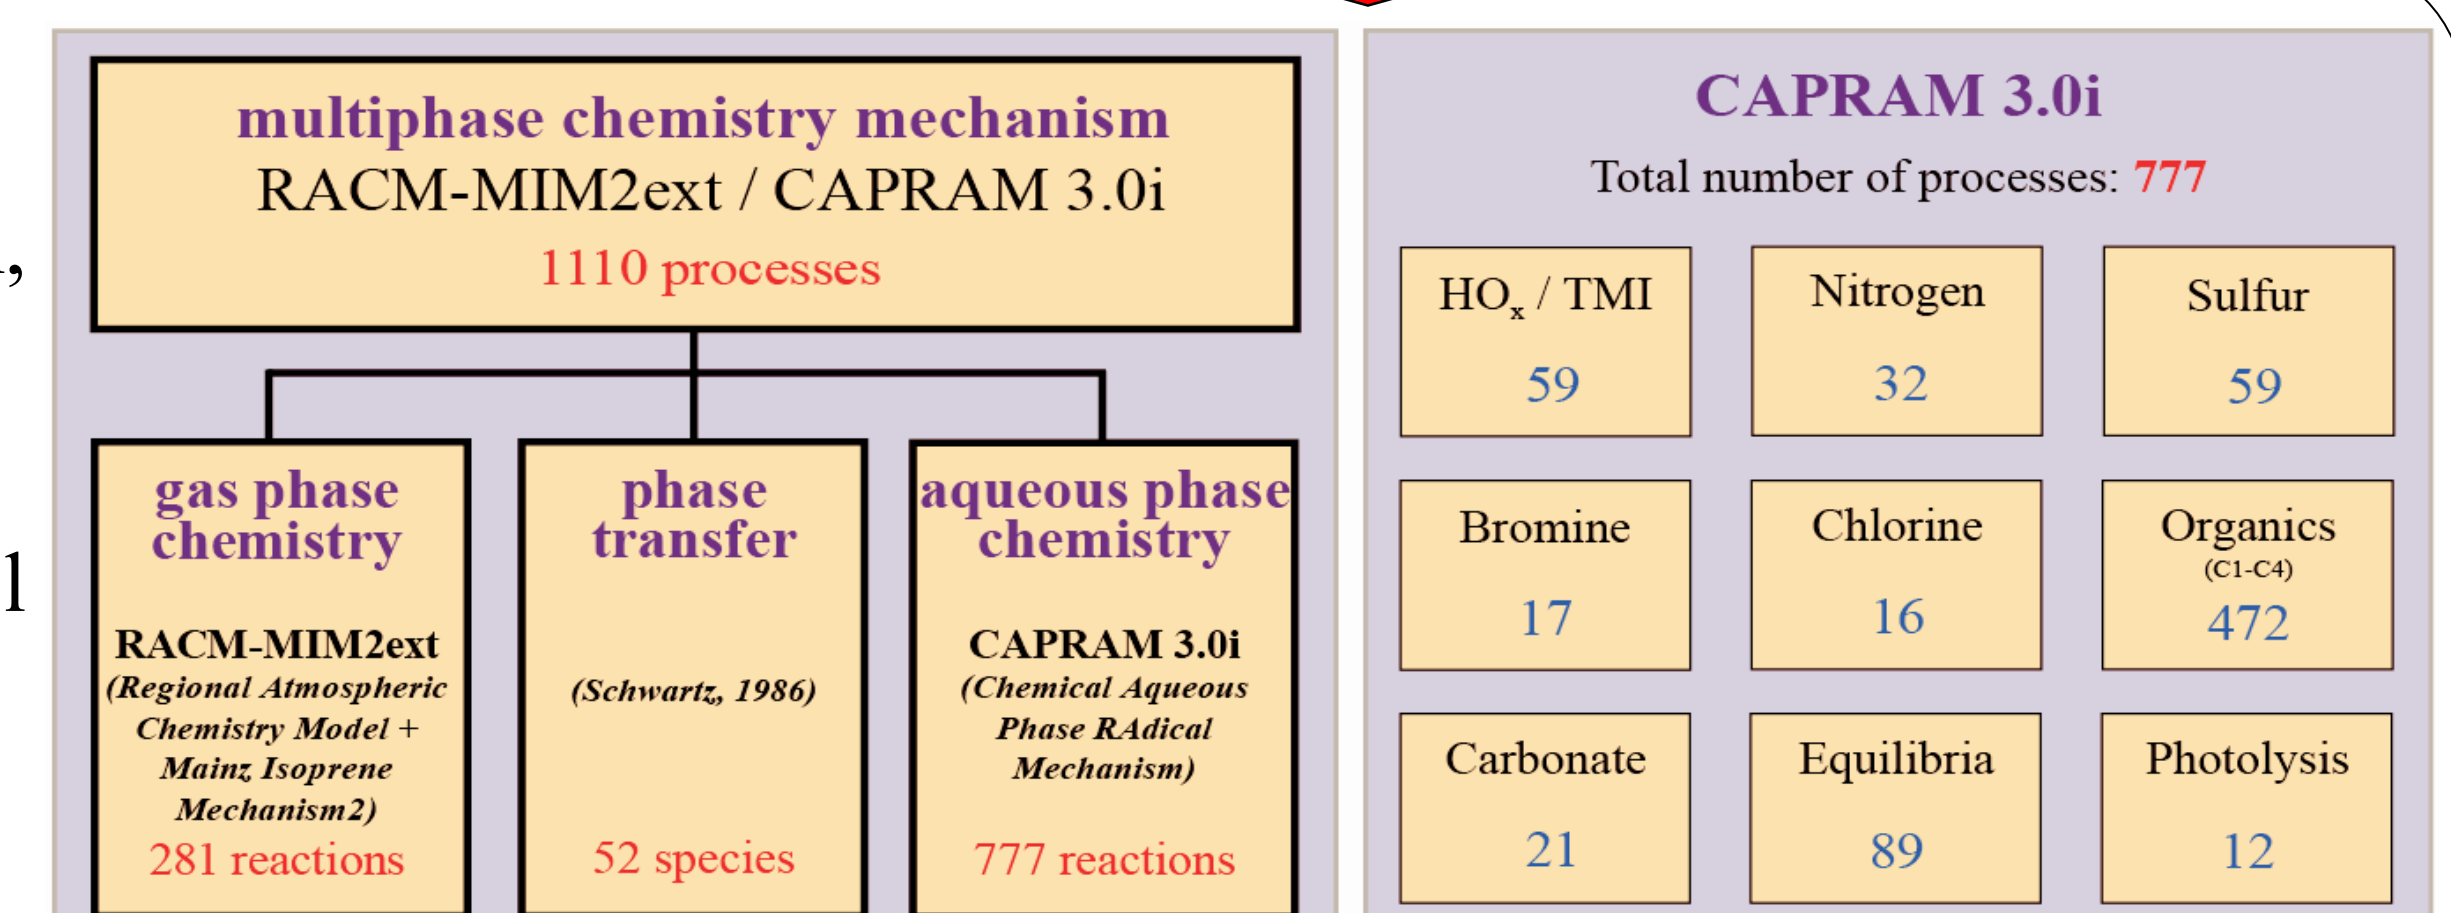 ,
l
multiphase chemistry mechanism
RACM-MIM2ext / CAPRAM 3.0i
1110 processes
gas phase
chemistry
RACM-MIM2ext
(Regional Atmospheric
Chemistry Model +
Mainz Isoprene
Mechanism2)
281 reactions
phase
transfer
(Schwartz, 1986)
52 species
aqueous phase
chemistry
CAPRAM 3.0i
(Chemical Aqueous
Phase RAdical
Mechanism)
777 reactions
CAPRAM 3.0i
Total number of processes: 777
HOx / TMI
59
Nitrogen
32
Sulfur
59
Bromine
17
Chlorine
16
Organics
(C1-C4)
472
Carbonate
21
Equilibria
89
Photolysis
12